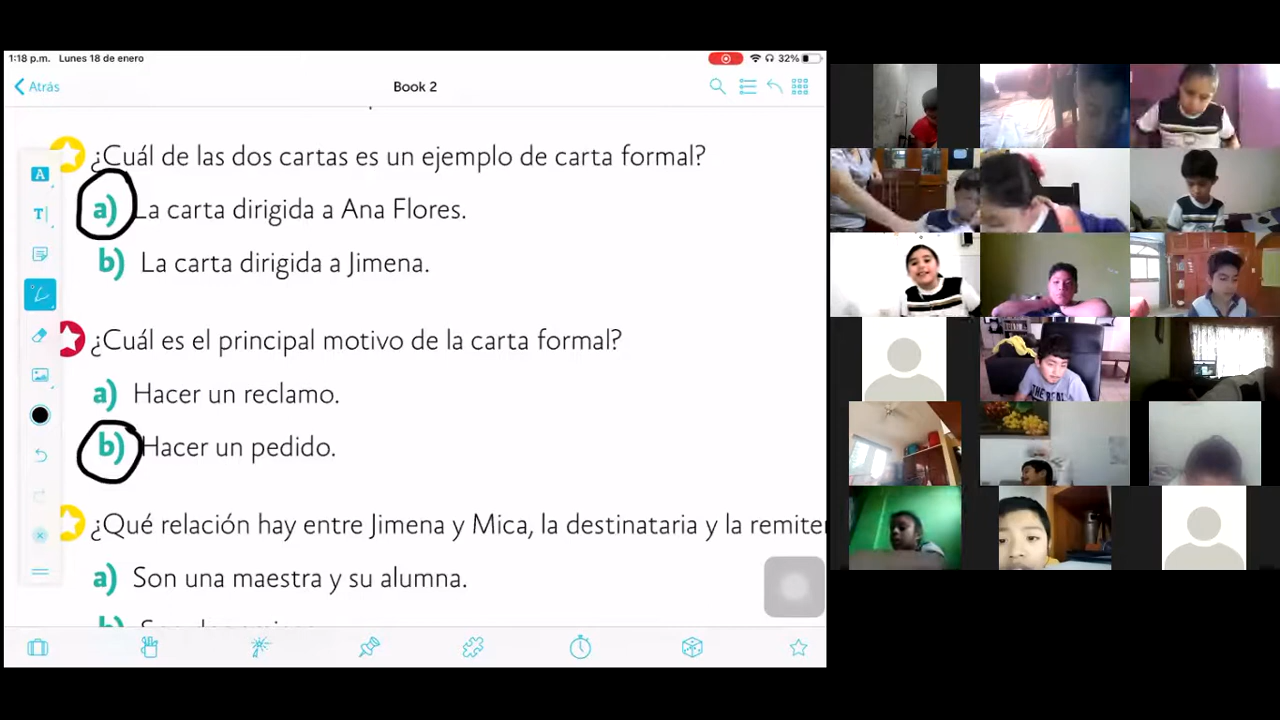 1:18 p.m. Lunes 18 de enero
32%
Atrás
Book 2
¿Cuál de las dos cartas es un ejemplo de carta formal?
a) La carta dirigida a Ana Flores.
b) La carta dirigida a Jimena.
¿Cuál es el principal motivo de la carta formal?
a) Hacer un reclamo.
b) Hacer un pedido.
¿Qué relación hay entre Jimena y Mica, la destinataria y la
a) Son una maestra y su alumna.
b)